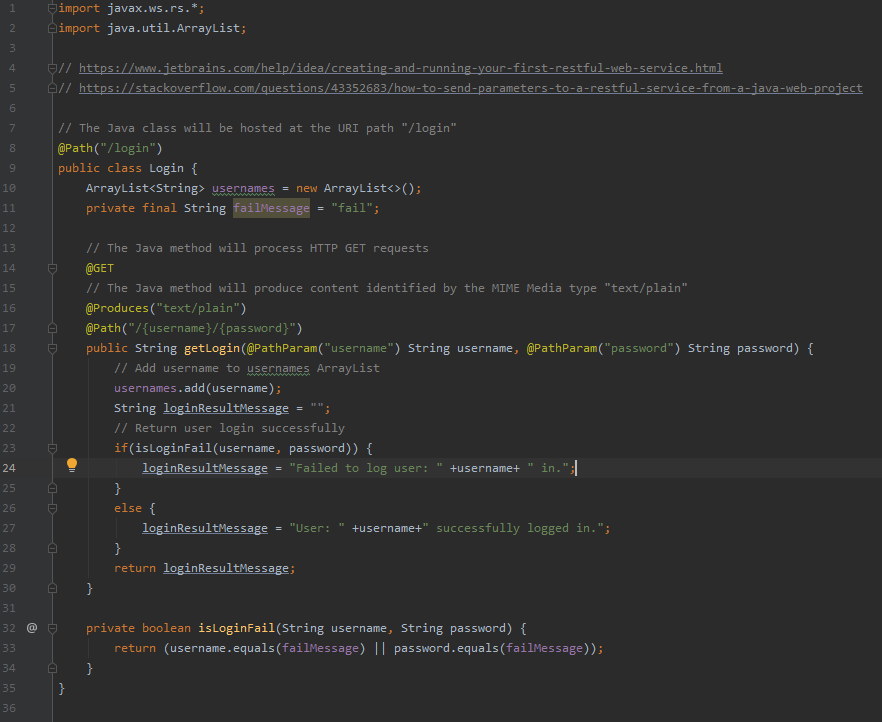 1 import javax.ws.rs.*;
2 import java.util.ArrayList;
3
4 // https://www.jetbrains.com/help/idea/creating-and-running-your-first-restful-web-service.html
5 // https://stackoverflow.com/questions/43352683/how-to-send-parameters-to-a-restful-service-from-a-java-web-project
6
7 // The Java class will be hosted at the URI path "/login"
8 @Path("/login")
9 public class Login {
10     ArrayList<String> usernames = new ArrayList<>();
11     private final String failMessage = "fail";
12
13     // The Java method will process HTTP GET requests
14     @GET
15     // The Java method will produce content identified by the MIME Media type "text/plain"
16     @Produces("text/plain")
17     @Path("/{username}/{password}")
18     public String getLogin(@PathParam("username") String username, @PathParam("password") String password) {
19         // Add username to usernames ArrayList
20         usernames.add(username);
21         String loginResultMessage = "";
22         // Return user login successfully
23         if(isLoginFail(username, password)) {
24             loginResultMessage = "Failed to log user: " +username+ " in.";
25         }
26         else {
27             loginResultMessage = "User: " +username+" successfully logged in.";
28         }
29         return loginResultMessage;
30     }
31
32 @    private boolean isLoginFail(String username, String password) {
33         return (username.equals(failMessage) || password.equals(failMessage));
34     }
35 }
36